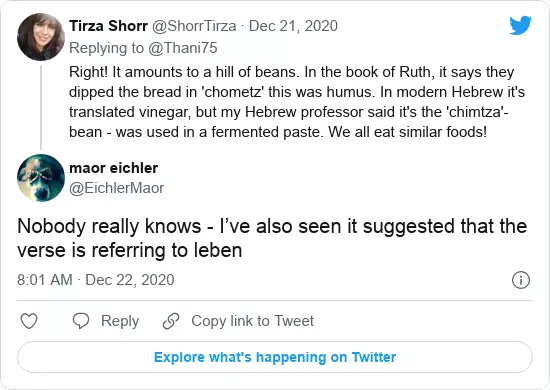 Tirza Shorr @ShorrTirza · Dec 21, 2020
Replying to @Thani75
Right! It amounts to a hill of beans. In the book of Ruth, it says they
dipped the bread in 'chometz' this was humus. In modern Hebrew it's
translated vinegar, but my Hebrew professor said it's the 'chimtza'-
bean - was used in a fermented paste. We all eat similar foods!
maor eichler
@EichlerMaor
Nobody really knows - I’ve also seen it suggested that the
verse is referring to leben
8:01 AM · Dec 22, 2020
Reply Copy link to Tweet
Explore what's happening on Twitter